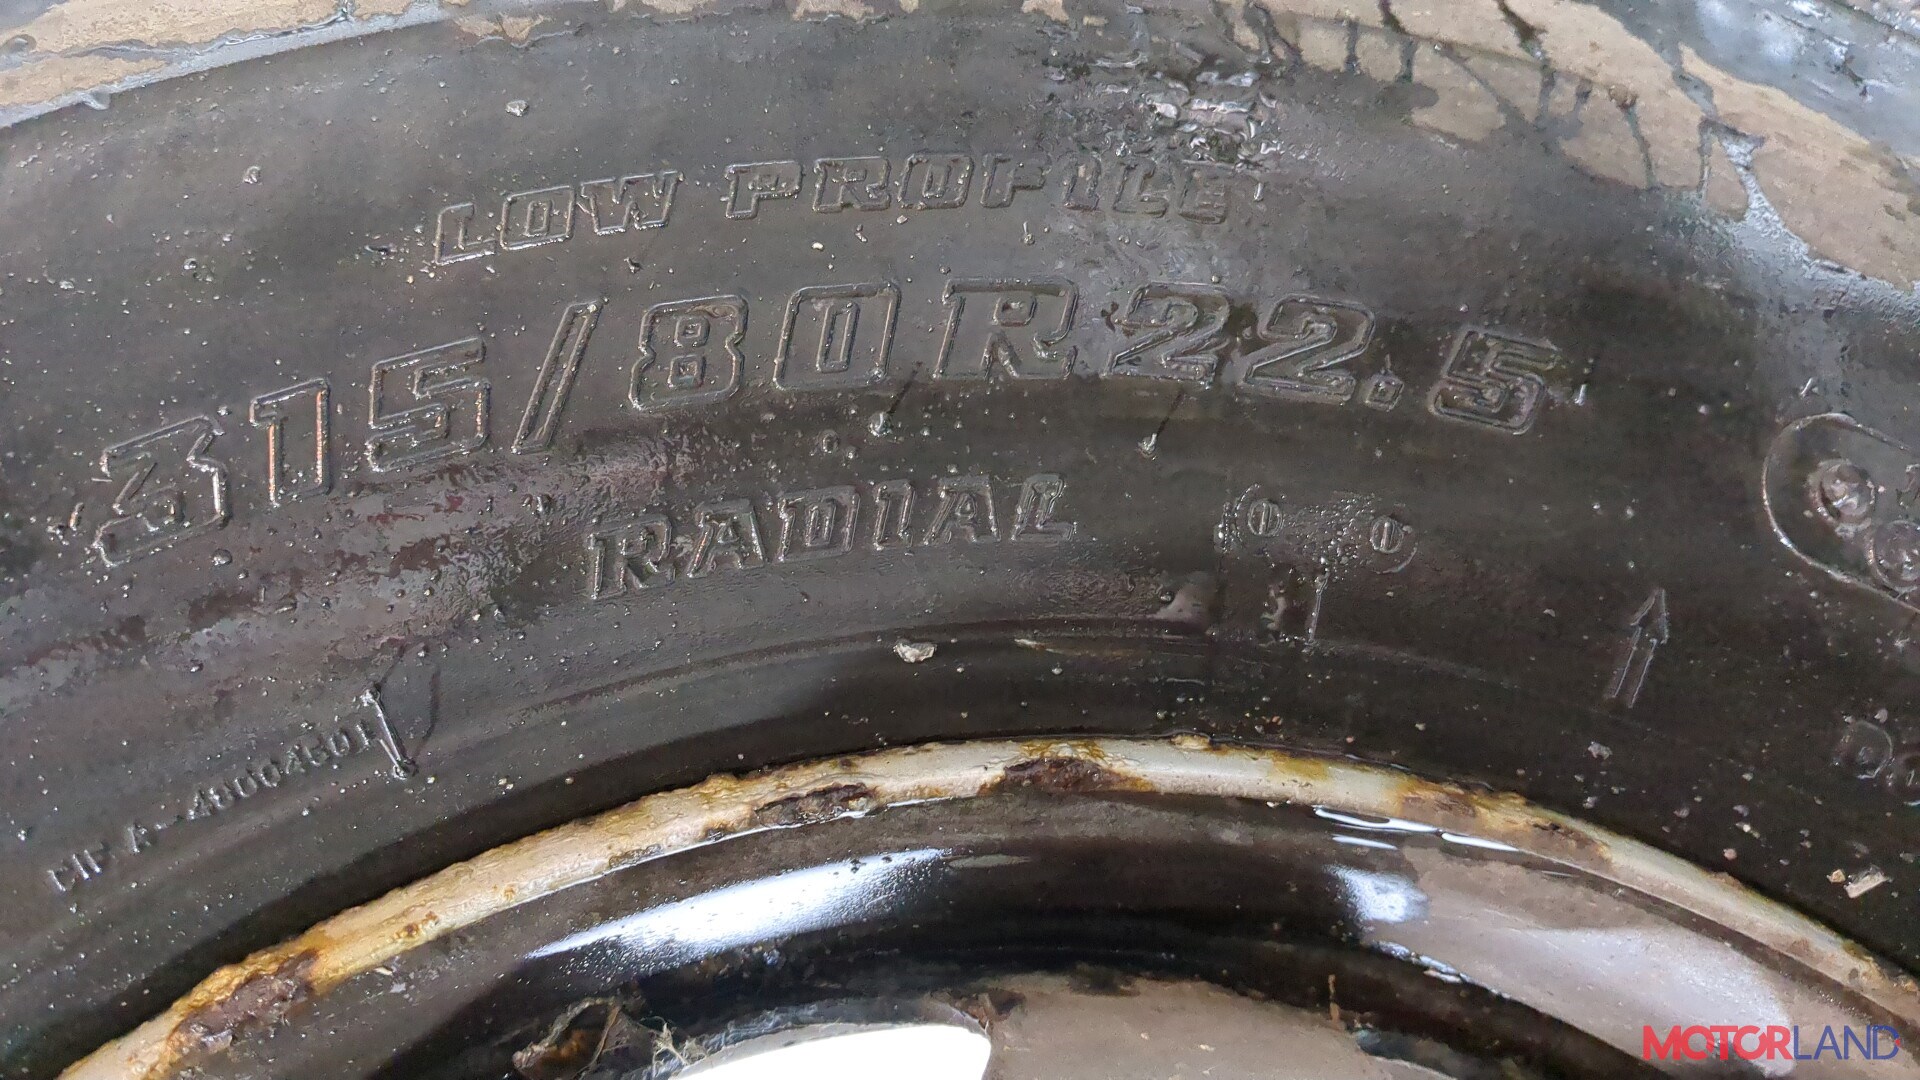 LOW PROFILE
315/80R22.5
RADIAL
MOTORLAND